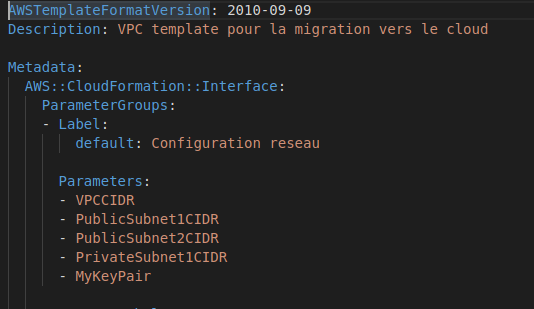 AWSTemplateFormatVersion: 2010-09-09
Description: VPC template pour la migration vers le cloud
Metadata:
AWS::CloudFormation::Interface:
ParameterGroups:
- Label:
default: Configuration reseau
Parameters:
- VPCCIDR
- PublicSubnet1CIDR
- PublicSubnet2CIDR
- PrivateSubnet1CIDR
- MyKeyPair